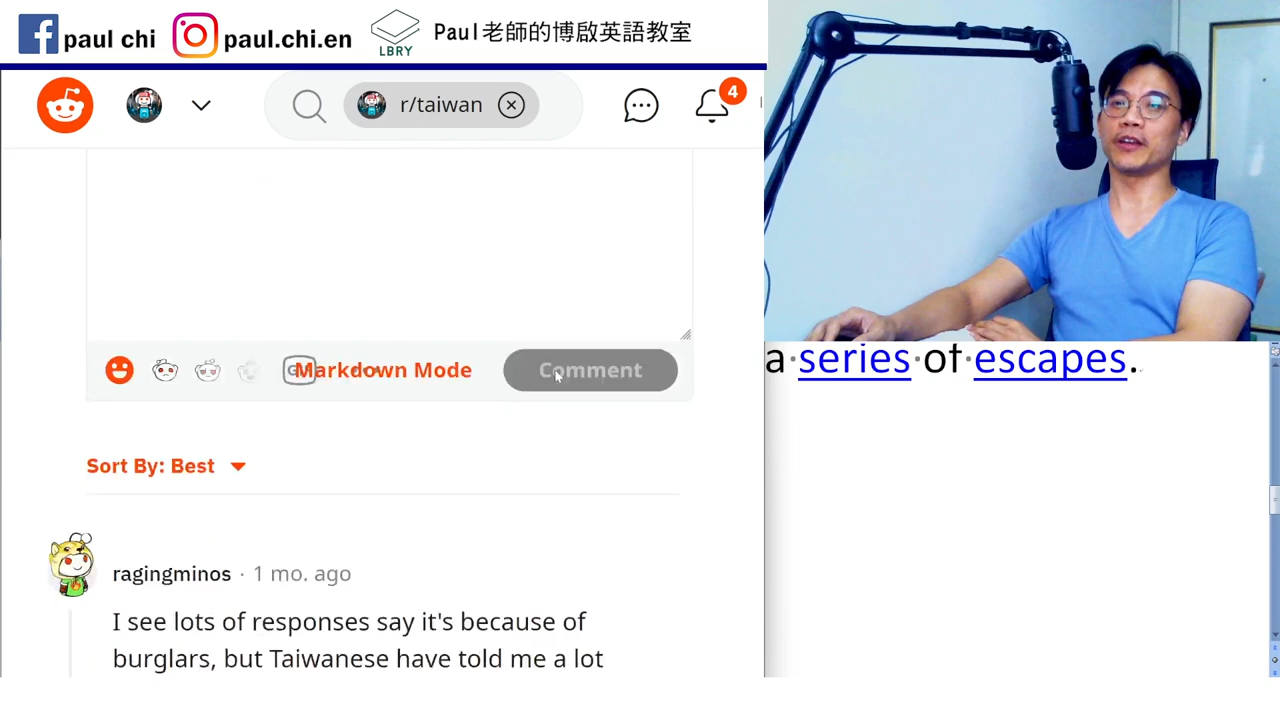 paul chi
paul.chi.en
LBRY
Paul老師的博啟英語教室
r/taiwan
4
Markdown Mode
Comment
Sort By: Best
ragingminos · 1 mo. ago
I see lots of responses say it's because of
burglars, but Taiwanese have told me a lot
a·series·of·escapes.